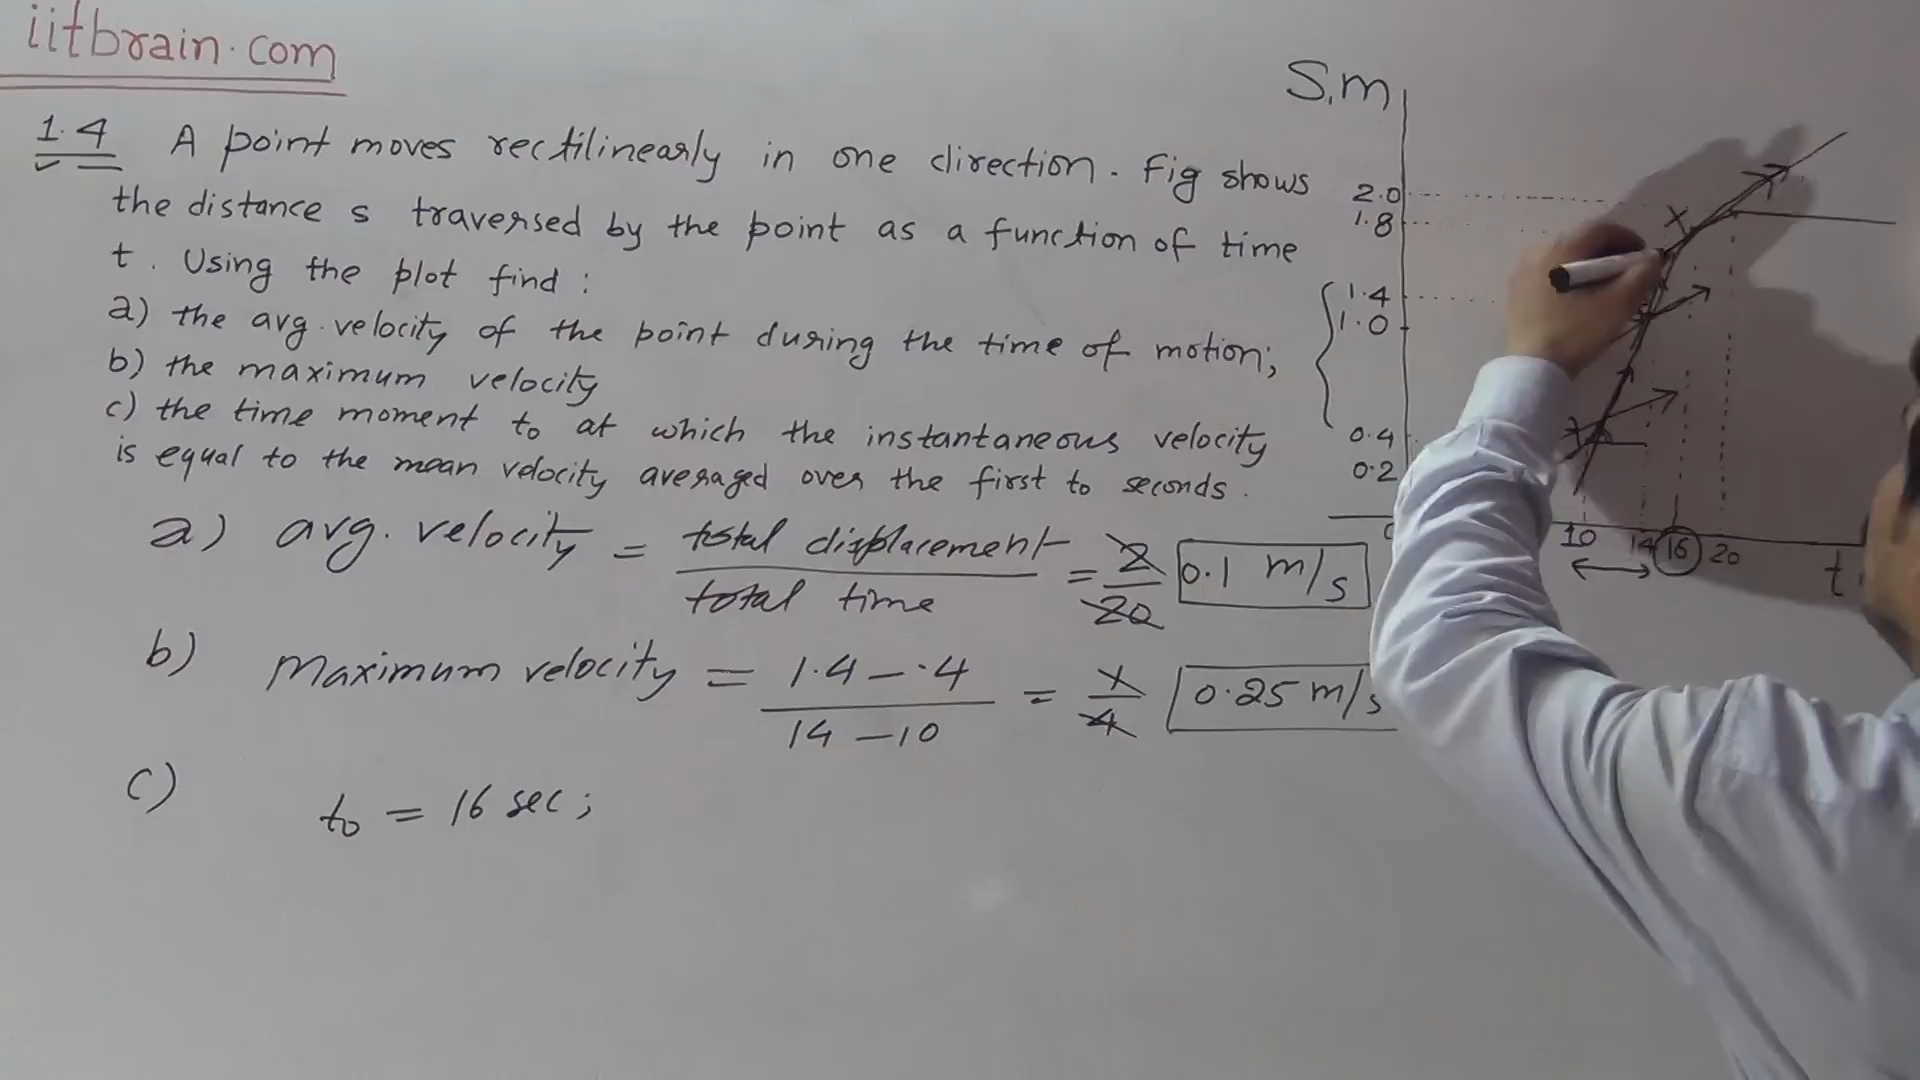 iitbrain.com
1.4 A point moves rectilinearly in one direction. Fig shows
the distance s traversed by the point as a function of time
t. Using the plot find:
a) the avg. velocity of the point during the time of motion;
b) the maximum velocity
c) the time moment to at which the instantaneous velocity
is equal to the mean velocity averaged over the first to seconds.
a) avg. velocity = total displacement / total time = 2/20 0.1 m/s
b) Maximum velocity = 1.4 - .4 / 14 - 10 = 1/4 0.25 m/s
c) to = 16 sec;
S,m
2.0
1.8
1.4
1.0
0.4
0.2
10 14 16 20 t